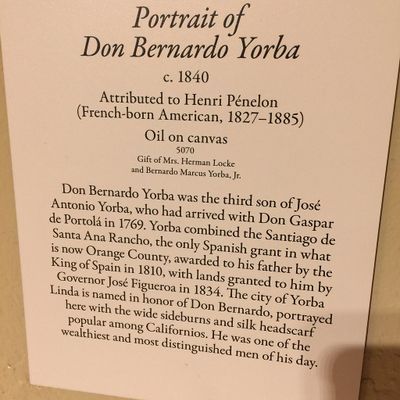 Portrait of
Don Bernardo Yorba
c. 1840
Attributed to Henri Pénelon
(French-born American, 1827–1885)
Oil on canvas
5070
Gift of Mrs. Herman Locke
and Bernardo Marcus Yorba, Jr.
Don Bernardo Yorba was the third son of José
Antonio Yorba, who had arrived with Don Gaspar
de Portolá in 1769. Yorba combined the Santiago de
Santa Ana Rancho, the only Spanish grant in what
is now Orange County, awarded to his father by the
King of Spain in 1810, with lands granted to him by
Governor José Figueroa in 1834. The city of Yorba
Linda is named in honor of Don Bernardo, portrayed
here with the wide sideburns and silk headscarf
popular among Californios. He was one of the
wealthiest and most distinguished men of his day.